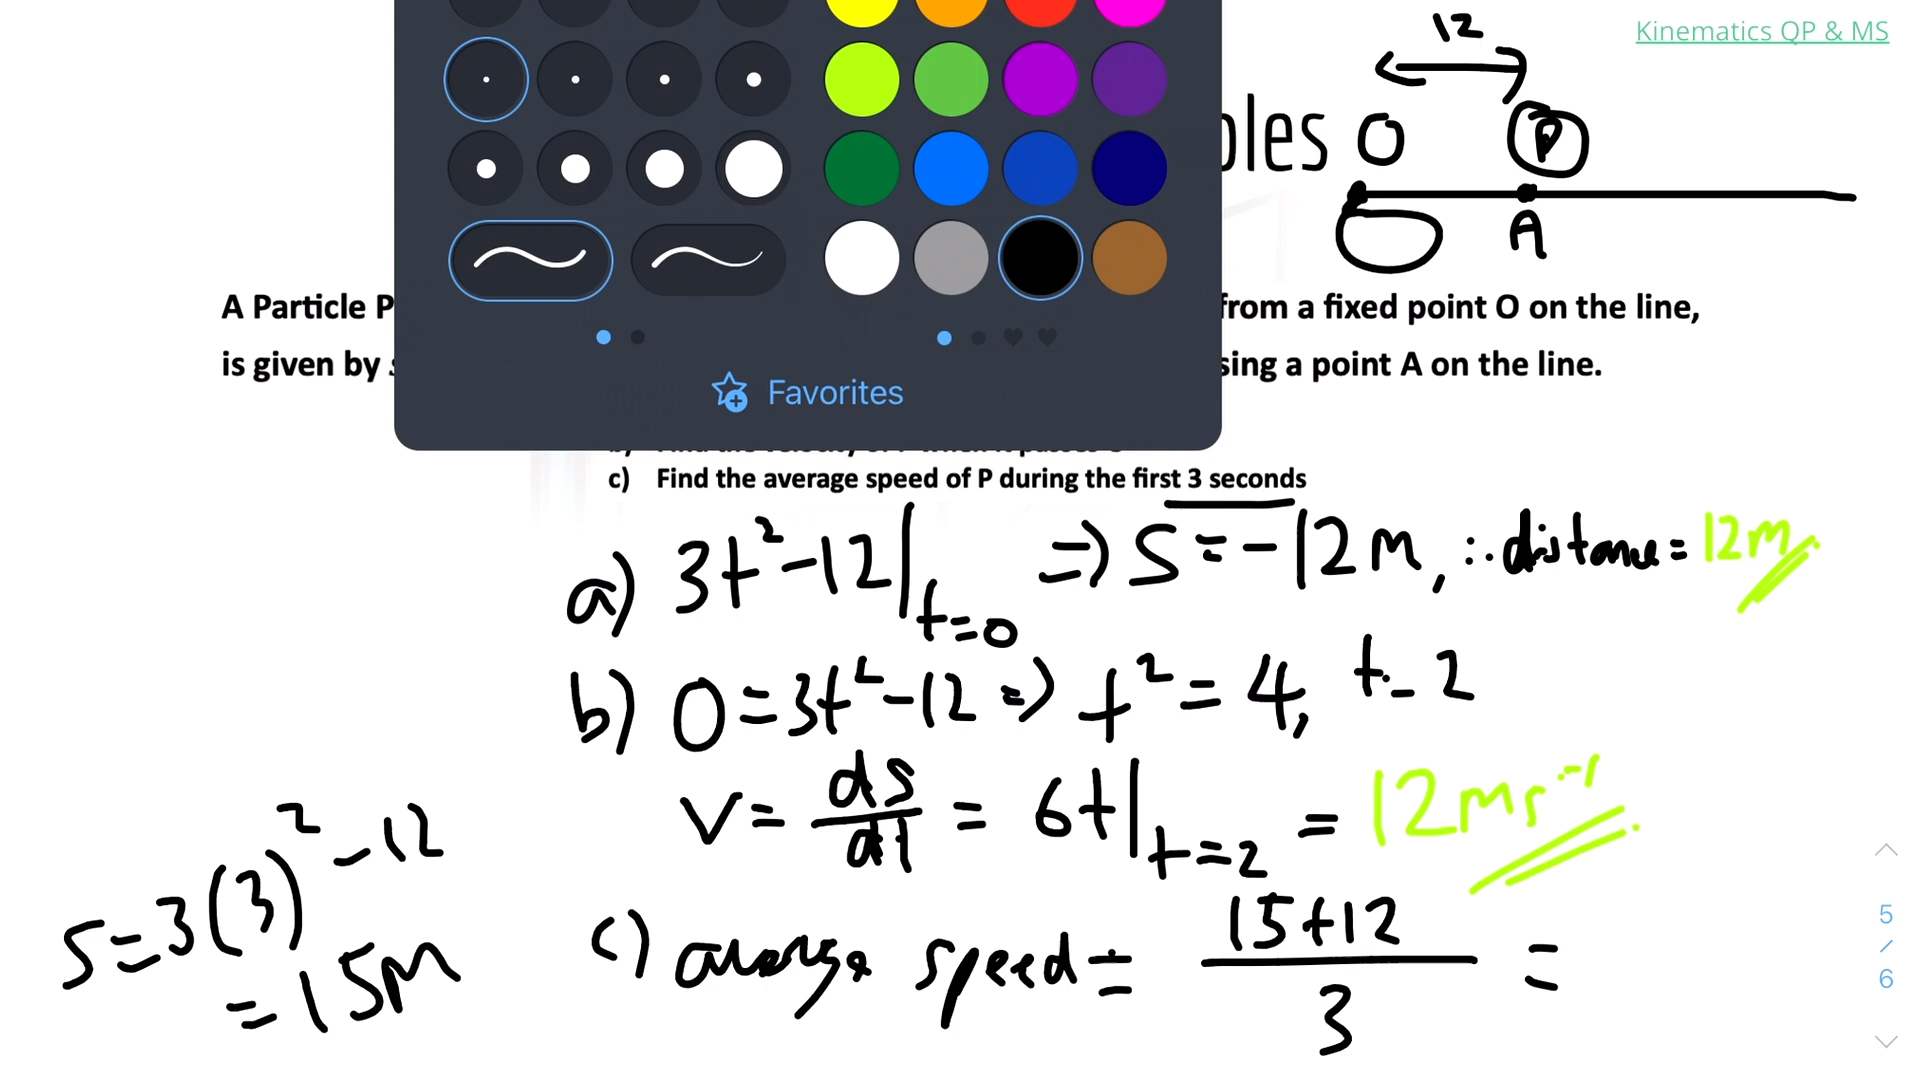 Kinematics QP & MS
12
ples O P
O A
A Particle P from a fixed point O on the line,
is given by sing a point A on the line.
Favorites
c) Find the average speed of P during the first 3 seconds
a) 3t²-12|t=0 => S=-12m, ∴ distance = 12m
b) 0=3t²-12 => t²=4, t=2
v = ds/dt = 6t|t=2 = 12ms⁻¹
S=3(3)²-12
=15m
c) average speed = 15+12/3 =
5
/
6